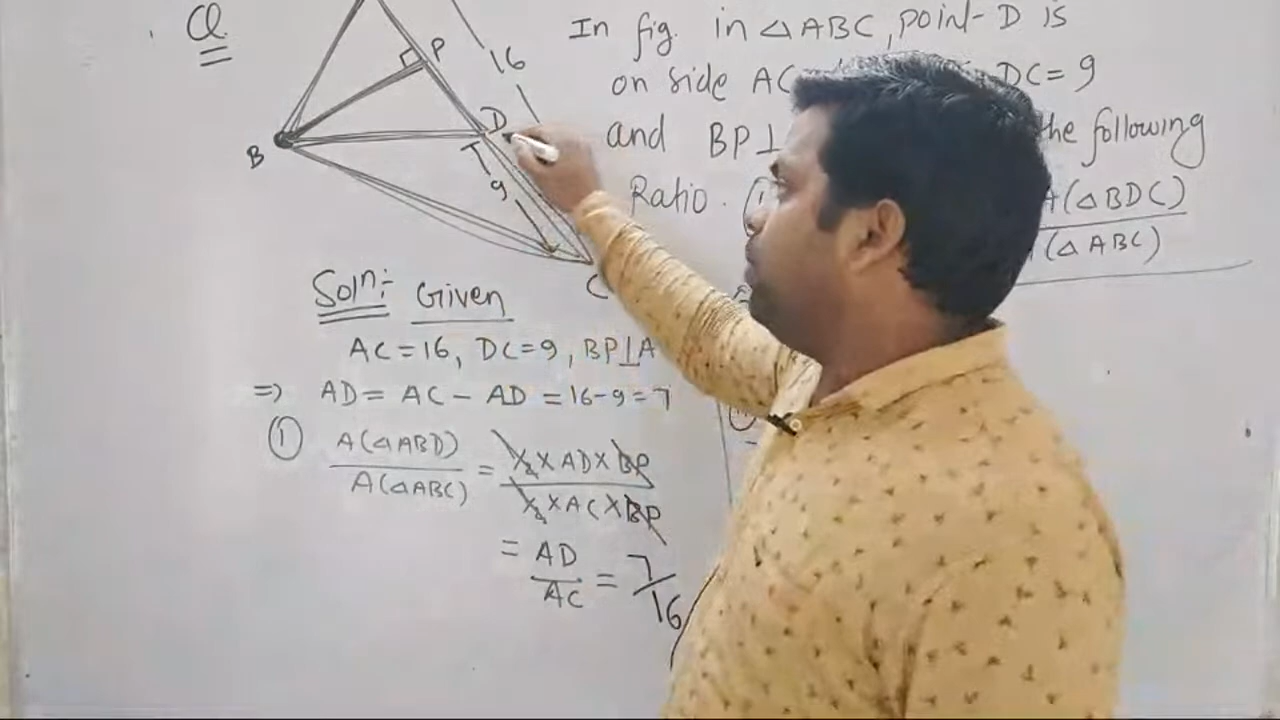 Q
In fig. in △ABC, point-D is
on side AC DC=9
and BP⊥ the following
Ratio. ① A(△BDC)
(△ABC)
P
16
D
B
9
C
Soln:- Given
AC=16, DC=9, BP⊥A
=> AD= AC - AD = 16-9=7
① A(△ABD) / A(△ABC) = ½×AD×BP / ½×AC×BP
= AD/AC = 7/16